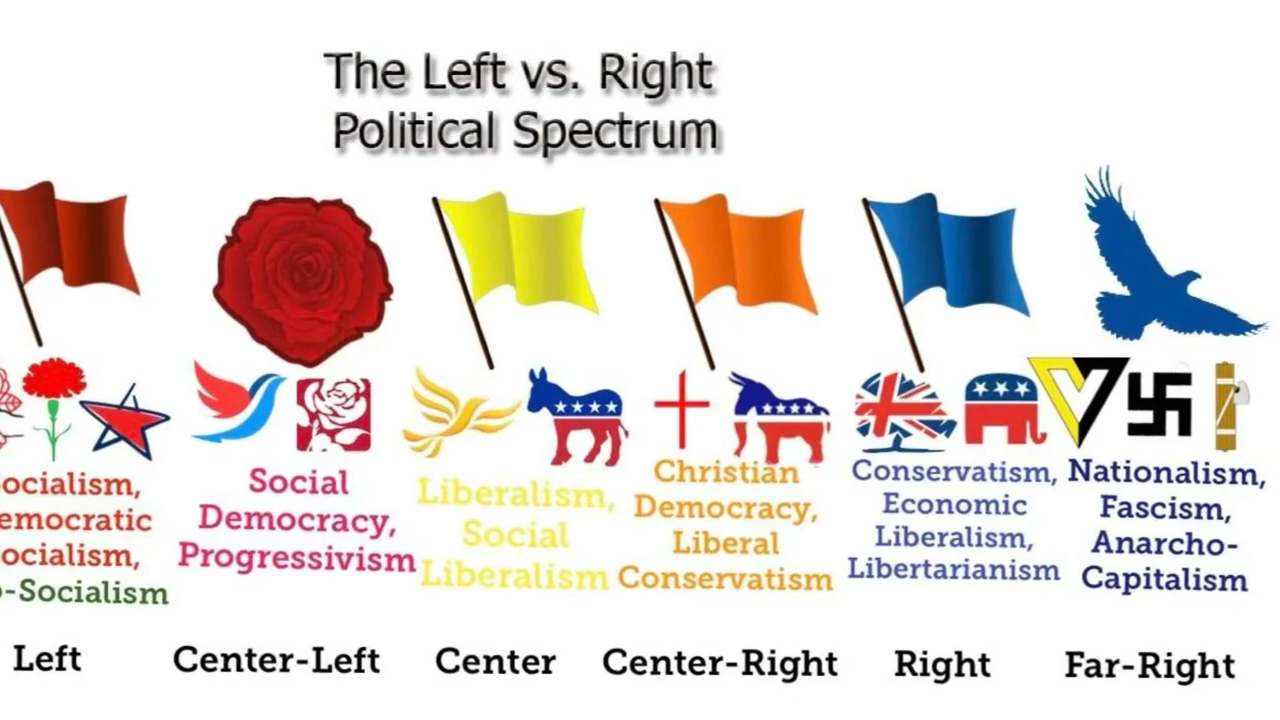 The Left vs. Right
Political Spectrum
ocialism,
emocratic
ocialism,
o-Socialism
Left
Social
Democracy,
Progressivism
Center-Left
Liberalism,
Social
Liberalism
Center
Christian
Democracy,
Liberal
Conservatism
Center-Right
Conservatism,
Economic
Liberalism,
Libertarianism
Right
Nationalism,
Fascism,
Anarcho-
Capitalism
Far-Right